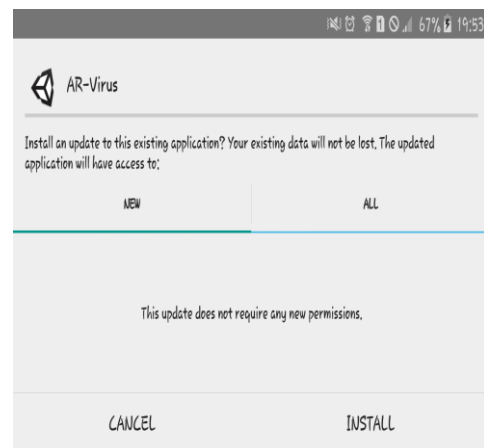 67% 19:53
AR-Virus
Install an update to this existing application? Your existing data will not be lost. The updated
application will have access to:
NEW ALL
This update does not require any new permissions.
CANCEL INSTALL